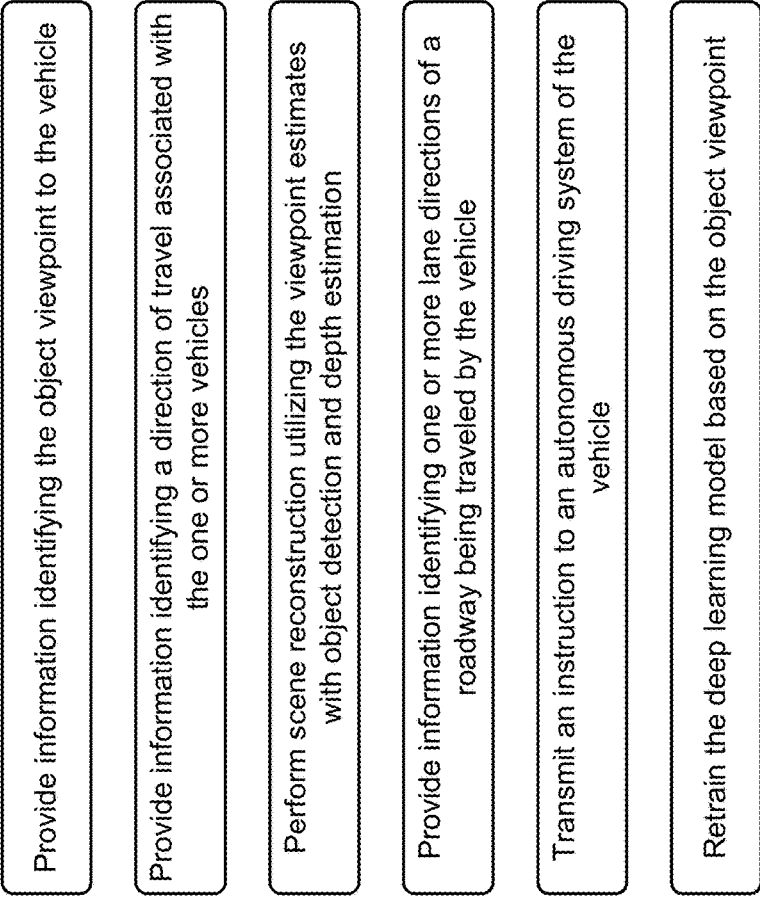 Provide information identifying the object viewpoint to the vehicle
Provide information identifying a direction of travel associated with
the one or more vehicles
Perform scene reconstruction utilizing the viewpoint estimates
with object detection and depth estimation
Provide information identifying one or more lane directions of a
roadway being traveled by the vehicle
Transmit an instruction to an autonomous driving system of the
vehicle
Retrain the deep learning model based on the object viewpoint